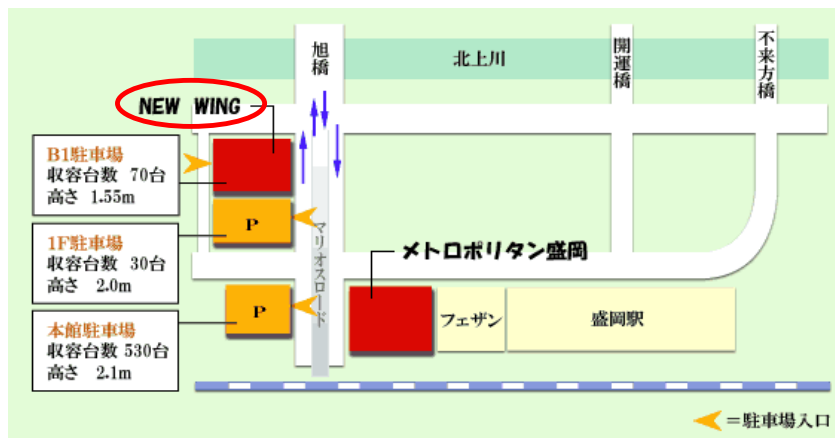 旭橋
北上川
開運橋
不来方橋
NEW WING
B1駐車場
収容台数 70台
高さ 1.55m
P
1F駐車場
収容台数 30台
高さ 2.0m
マリオスロード
メトロポリタン盛岡
P
本館駐車場
収容台数 530台
高さ 2.1m
フェザン
盛岡駅
＝駐車場入口